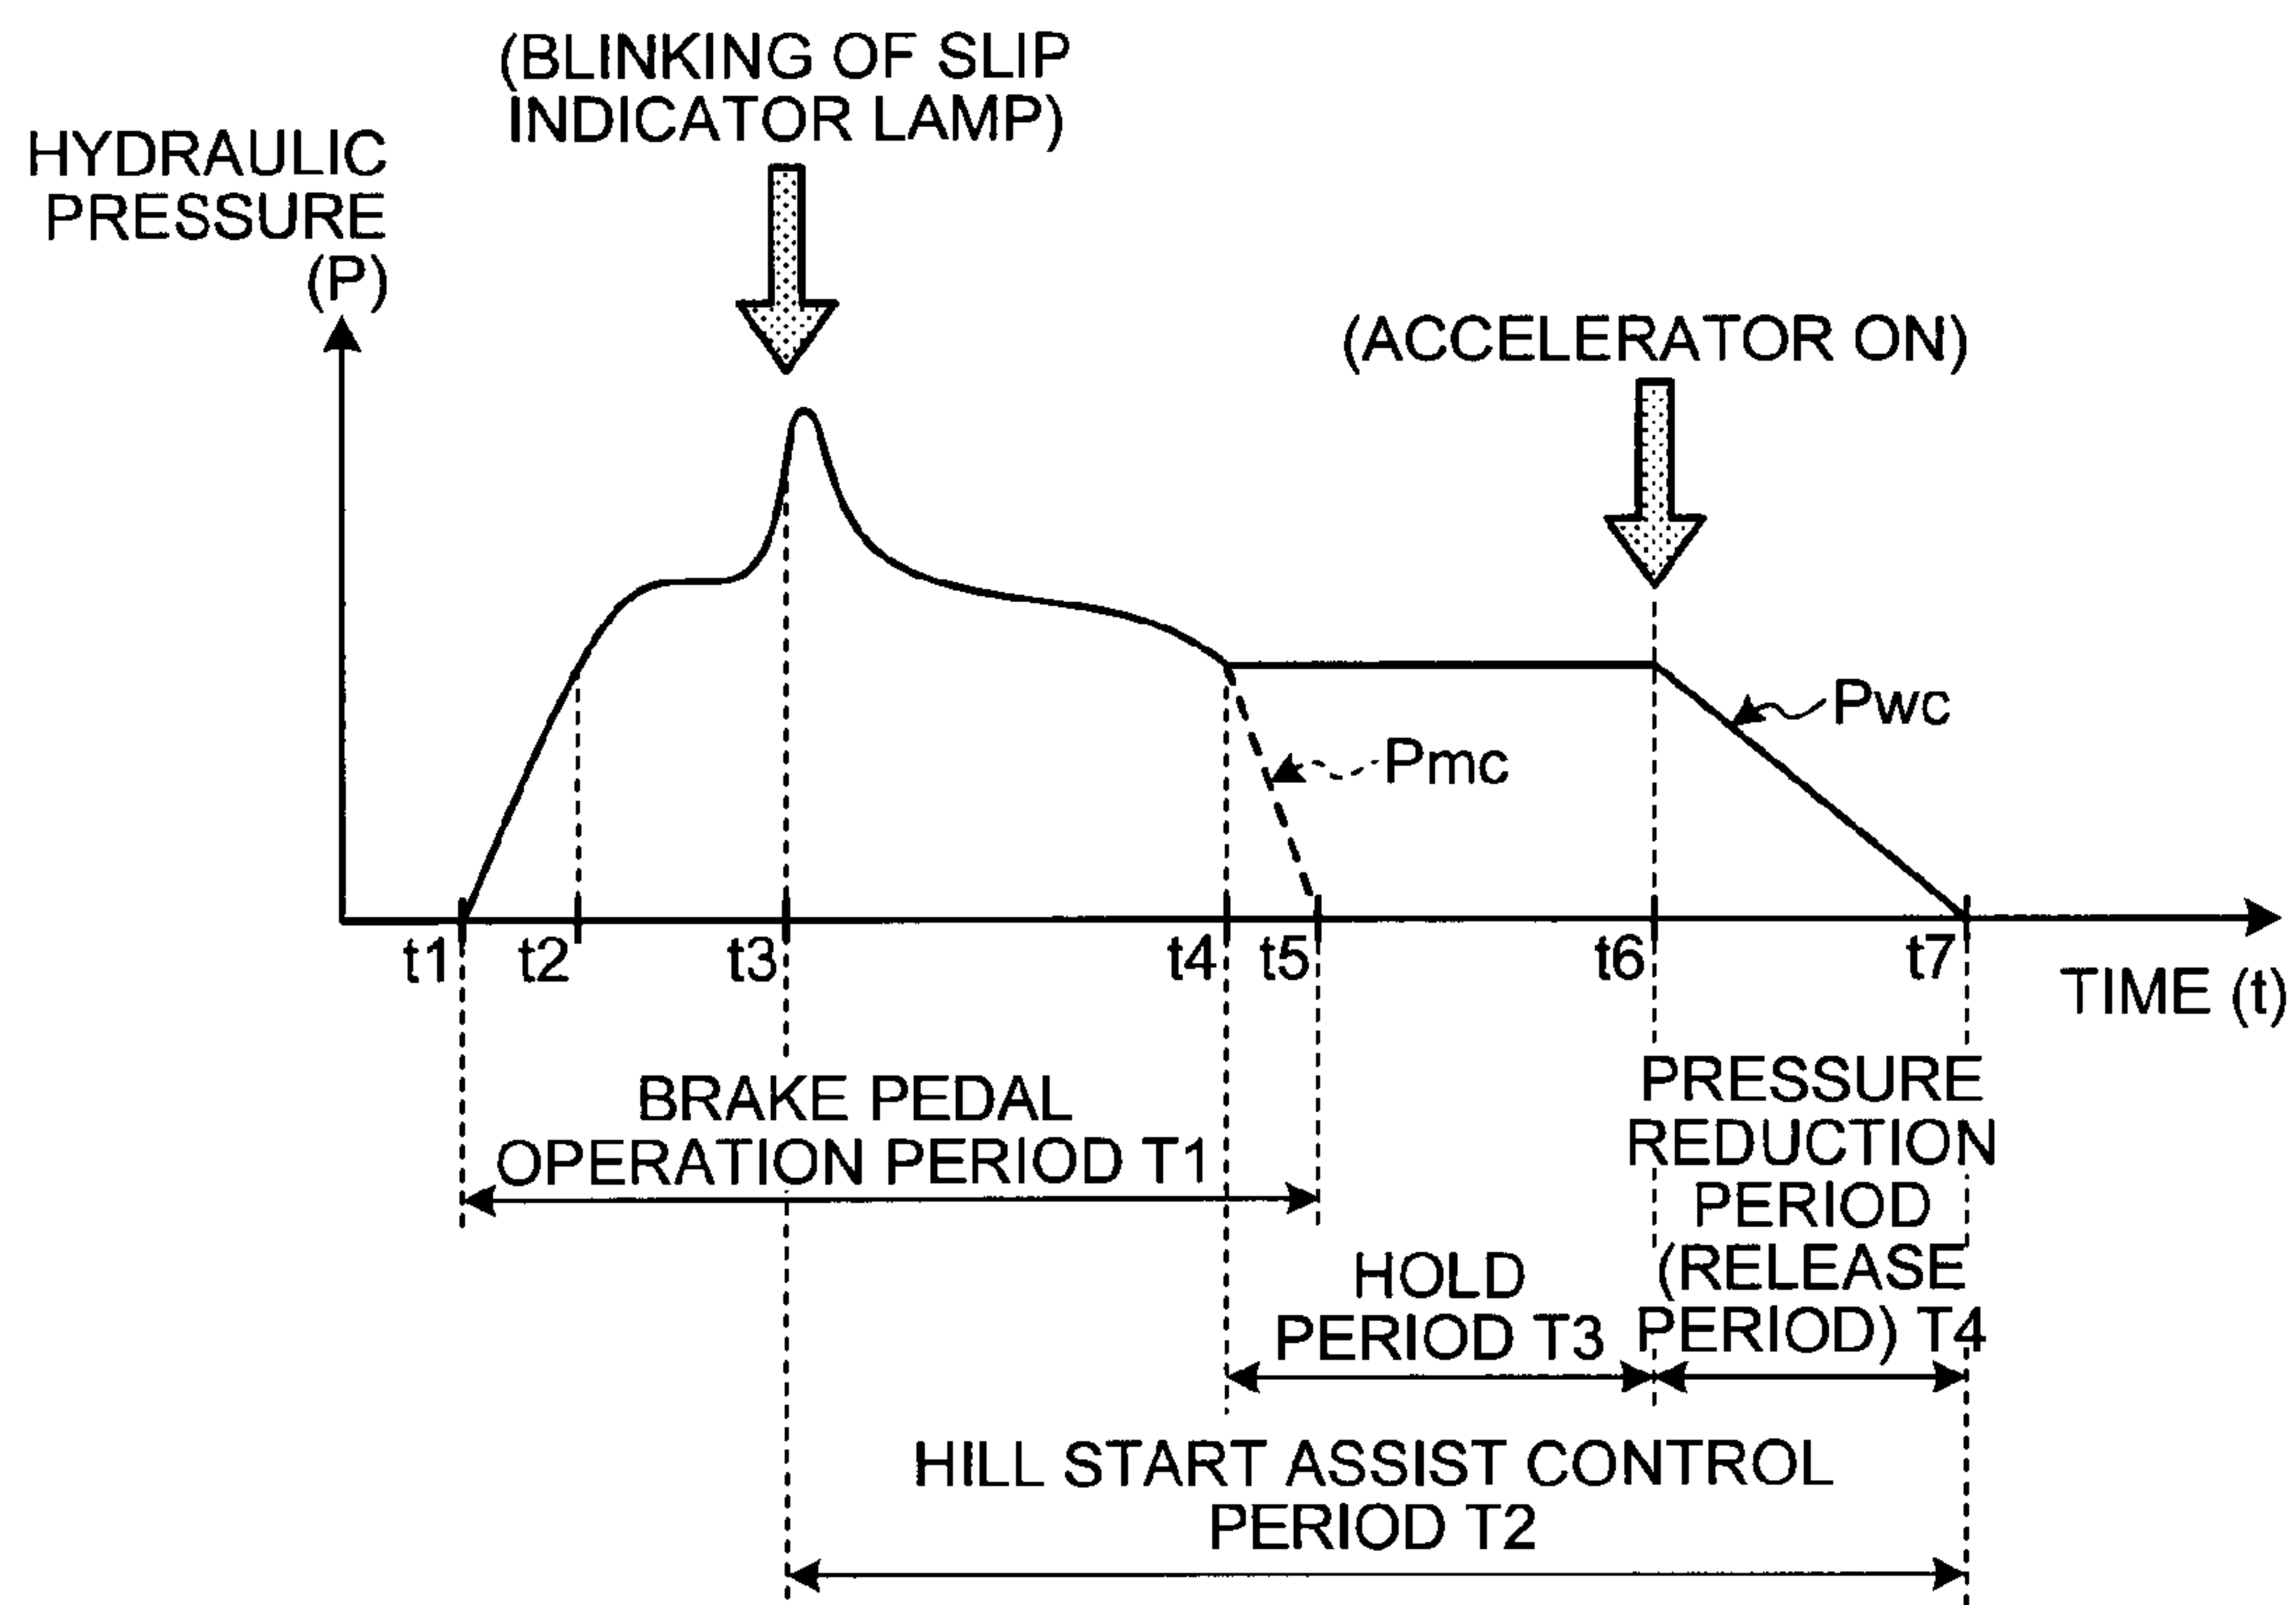 (BLINKING OF SLIP
INDICATOR LAMP)
HYDRAULIC
PRESSURE
(P)
(ACCELERATOR ON)
Pwc
Pmc
t1
t2
t3
t4
t5
t6
t7
TIME (t)
BRAKE PEDAL
OPERATION PERIOD T1
PRESSURE
REDUCTION
PERIOD
(RELEASE
PERIOD) T4
HOLD
PERIOD T3
HILL START ASSIST CONTROL
PERIOD T2